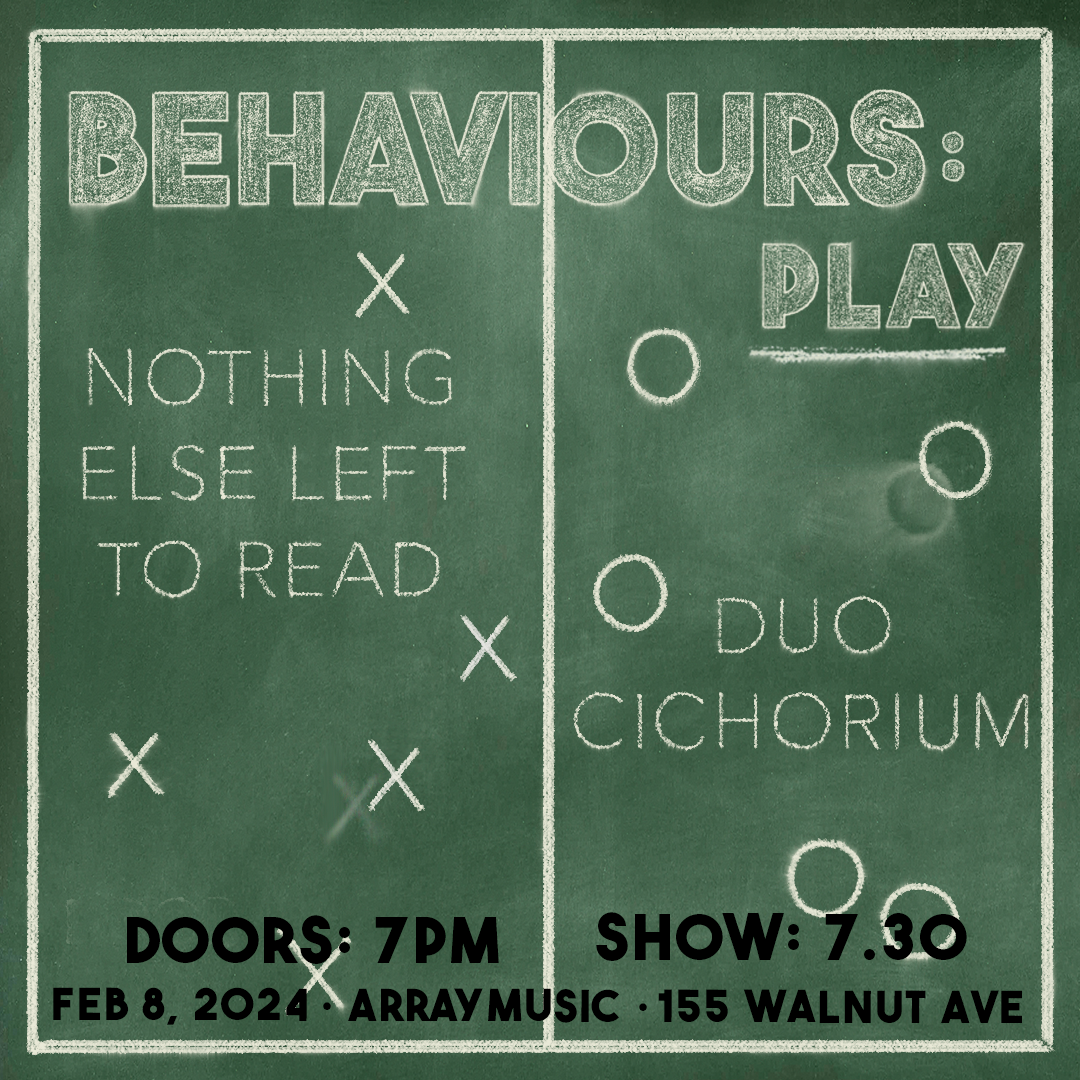 BEHAVIOURS:
PLAY
NOTHING
ELSE LEFT
TO READ
DUO
CICHORIUM
DOORS: 7PM
SHOW: 7.30
FEB 8, 2024 · ARRAYMUSIC · 155 WALNUT AVE